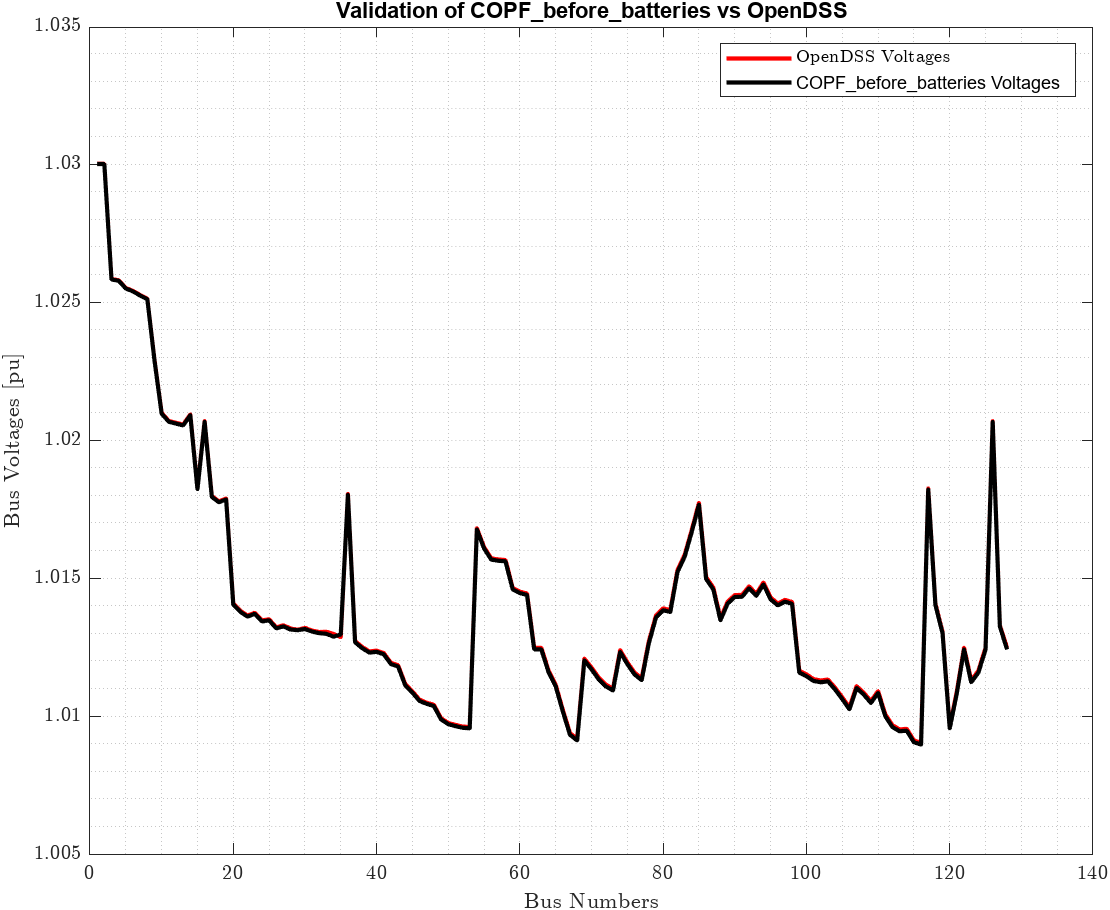 Validation of COPF_before_batteries vs OpenDSS
OpenDSS Voltages
COPF_before_batteries Voltages
Bus Voltages [pu]
1.035
1.03
1.025
1.02
1.015
1.01
1.005
0 20 40 60 80 100 120 140
Bus Numbers